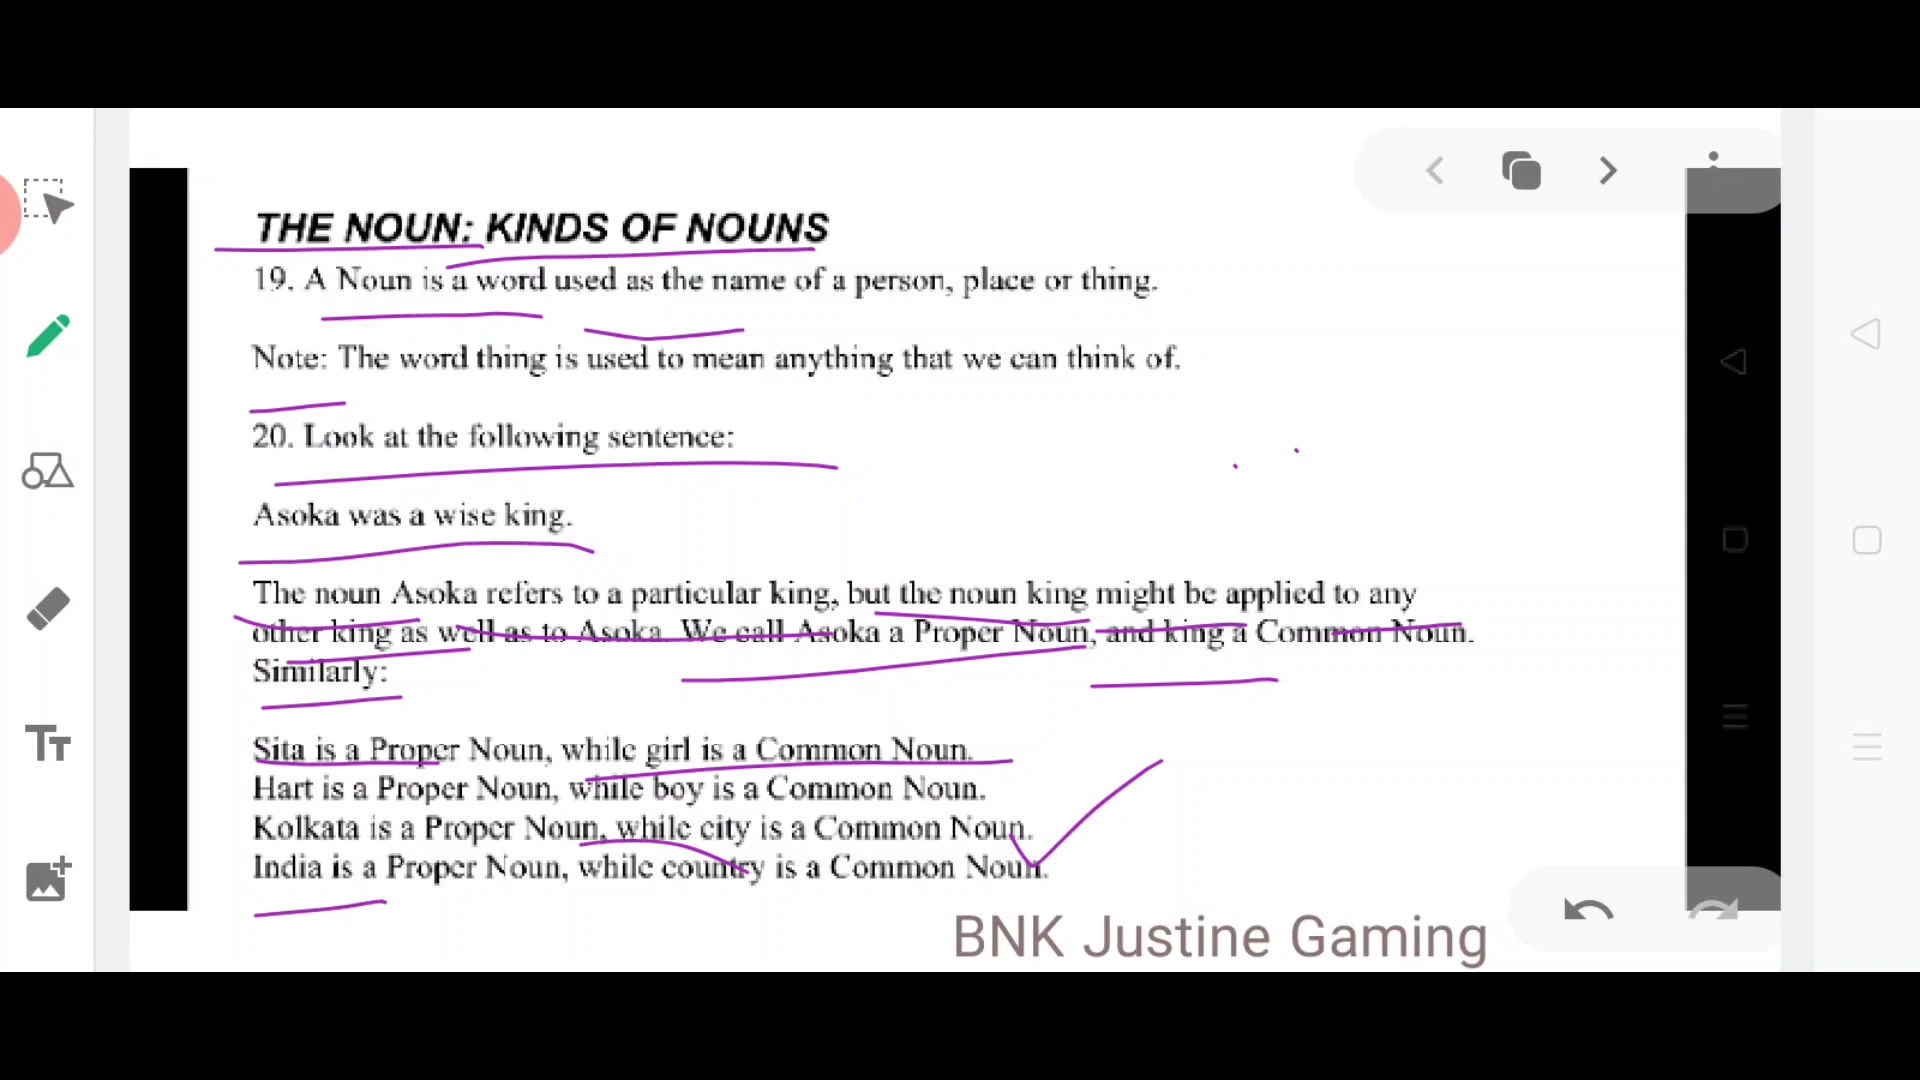 THE NOUN: KINDS OF NOUNS
19. A Noun is a word used as the name of a person, place or thing.
Note: The word thing is used to mean anything that we can think of.
20. Look at the following sentence:
Asoka was a wise king.
The noun Asoka refers to a particular king, but the noun king might be applied to any
other king as well as to Asoka. We call Asoka a Proper Noun, and king a Common Noun.
Similarly:
Sita is a Proper Noun, while girl is a Common Noun.
Hart is a Proper Noun, while boy is a Common Noun.
Kolkata is a Proper Noun, while city is a Common Noun.
India is a Proper Noun, while country is a Common Noun.
BNK Justine Gaming
TT